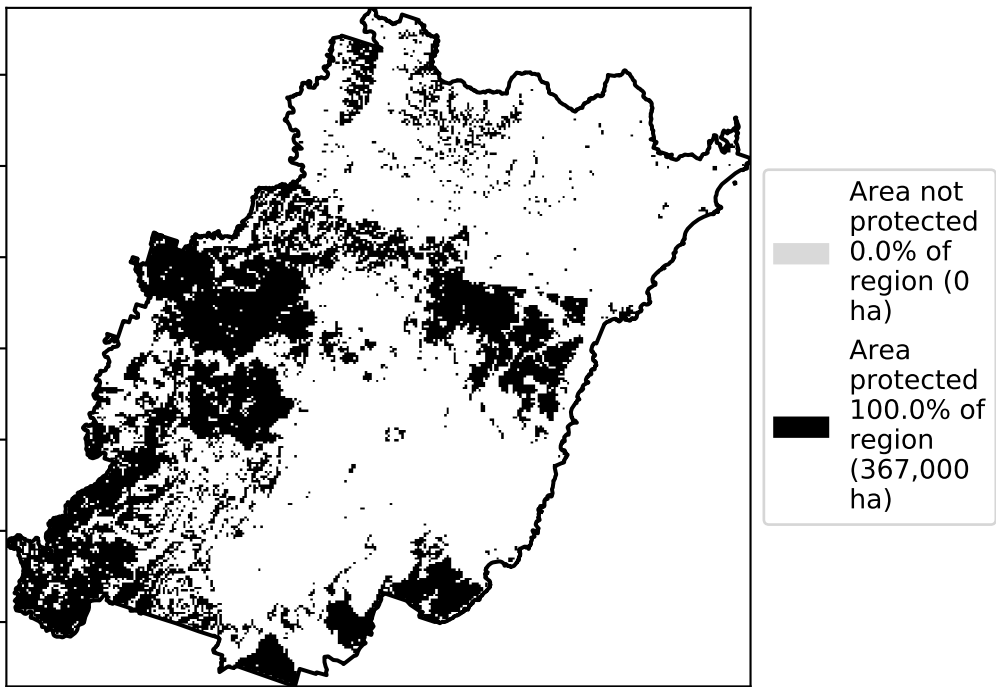 Area not
protected
0.0% of
region (0
ha)
Area
protected
100.0% of
region
(367,000
ha)